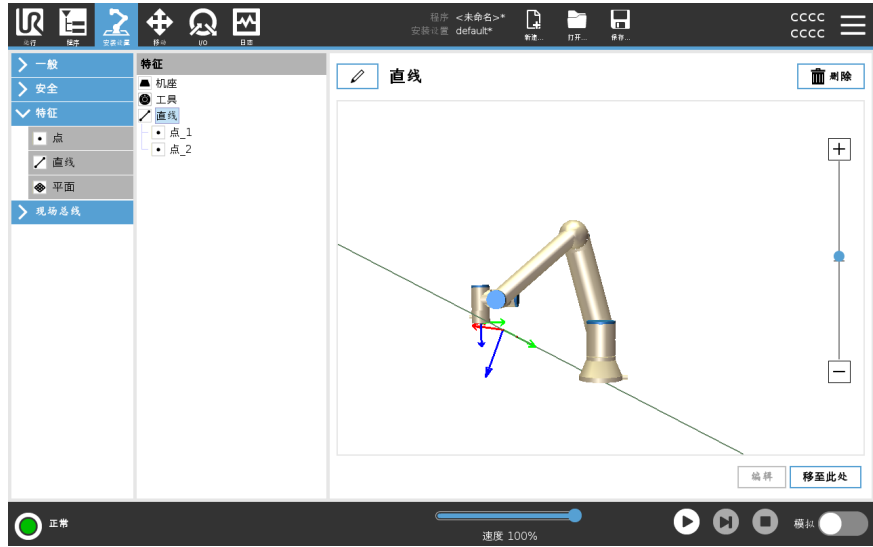 UR
运行
程序
安装设置
移动
I/O
日志
程序 <未命名>*
安装设置 default*
新建...
打开...
保存...
CCCC
CCCC
一般
安全
特征
点
直线
平面
现场总线
特征
机座
工具
直线
点_1
点_2
直线
删除
编辑
移至此处
正常
速度 100%
模拟